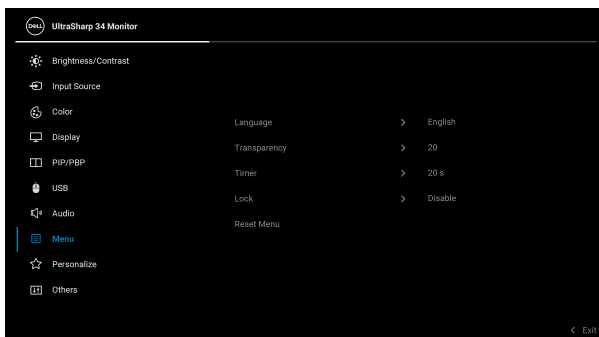 DELL UltraSharp 34 Monitor
Brightness/Contrast
Input Source
Color
Display
PIP/PBP
USB
Audio
Menu
Personalize
Others
Language English
Transparency 20
Timer 20 s
Lock Disable
Reset Menu
Exit